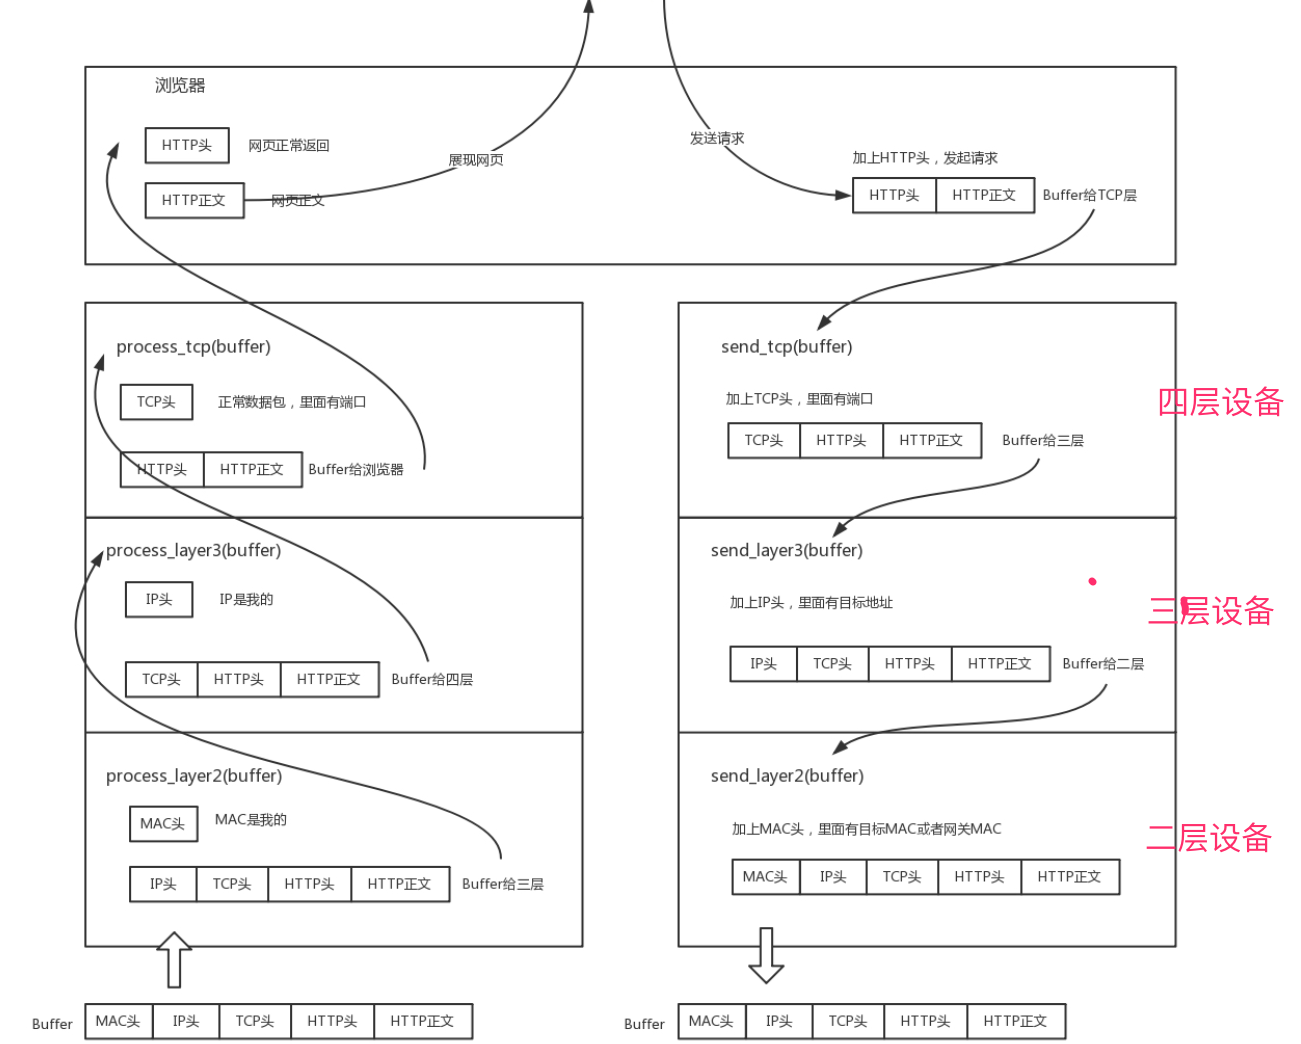 浏览器
HTTP头 网页正常返回
HTTP正文 网页正文
展现网页
发送请求
加上HTTP头，发起请求
HTTP头 HTTP正文 Buffer给TCP层
process_tcp(buffer)
TCP头 正常数据包，里面有端口
HTTP头 HTTP正文 Buffer给浏览器
process_layer3(buffer)
IP头 IP是我的
TCP头 HTTP头 HTTP正文 Buffer给四层
process_layer2(buffer)
MAC头 MAC是我的
IP头 TCP头 HTTP头 HTTP正文 Buffer给三层
Buffer MAC头 IP头 TCP头 HTTP头 HTTP正文
send_tcp(buffer)
加上TCP头，里面有端口
TCP头 HTTP头 HTTP正文 Buffer给三层
四层设备
send_layer3(buffer)
加上IP头，里面有目标地址
IP头 TCP头 HTTP头 HTTP正文 Buffer给二层
三层设备
send_layer2(buffer)
加上MAC头，里面有目标MAC或者网关MAC
MAC头 IP头 TCP头 HTTP头 HTTP正文
二层设备
Buffer MAC头 IP头 TCP头 HTTP头 HTTP正文